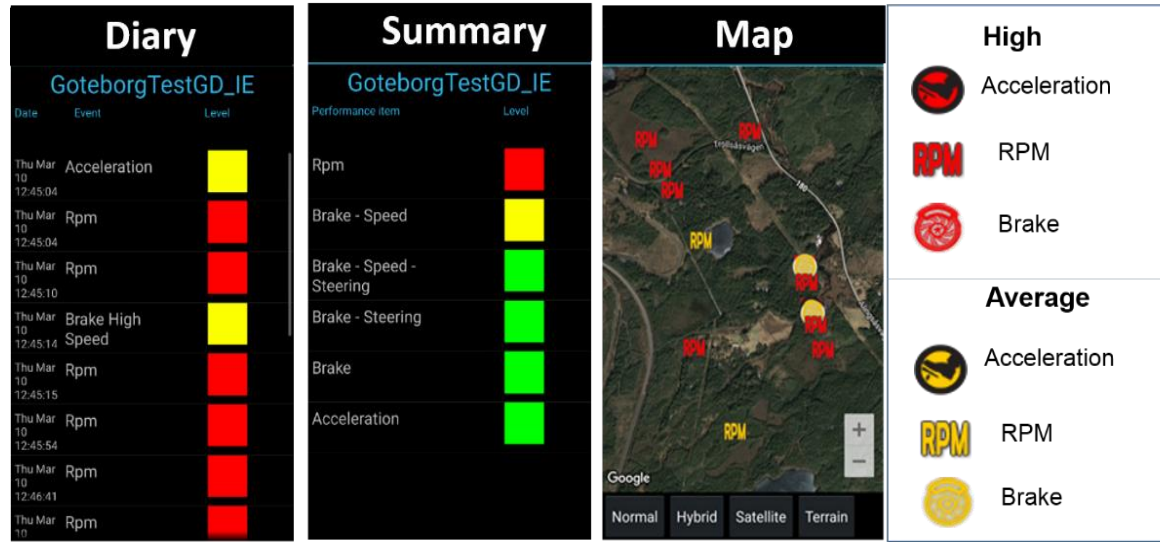 Diary
GoteborgTestGD_IE
Date Event Level
Thu Mar
10
12:45:04
Acceleration
Thu Mar
10
12:45:04
Rpm
Thu Mar
10
12:45:10
Rpm
Thu Mar
10
12:45:14
Brake High
Speed
Thu Mar
10
12:45:15
Rpm
Thu Mar
10
12:45:54
Rpm
Thu Mar
10
12:46:41
Rpm
Thu Mar
10
Rpm
Summary
GoteborgTestGD_IE
Performance item Level
Rpm
Brake - Speed
Brake - Speed -
Steering
Brake - Steering
Brake
Acceleration
Map
RPM
RPM
Trollsåsvägen
RPM
RPM
180
RPM
RPM
RPM
RPM
RPM
RPM
Google
+
−
Normal Hybrid Satellite Terrain
High
Acceleration
RPM RPM
Brake
Average
Acceleration
RPM RPM
Brake